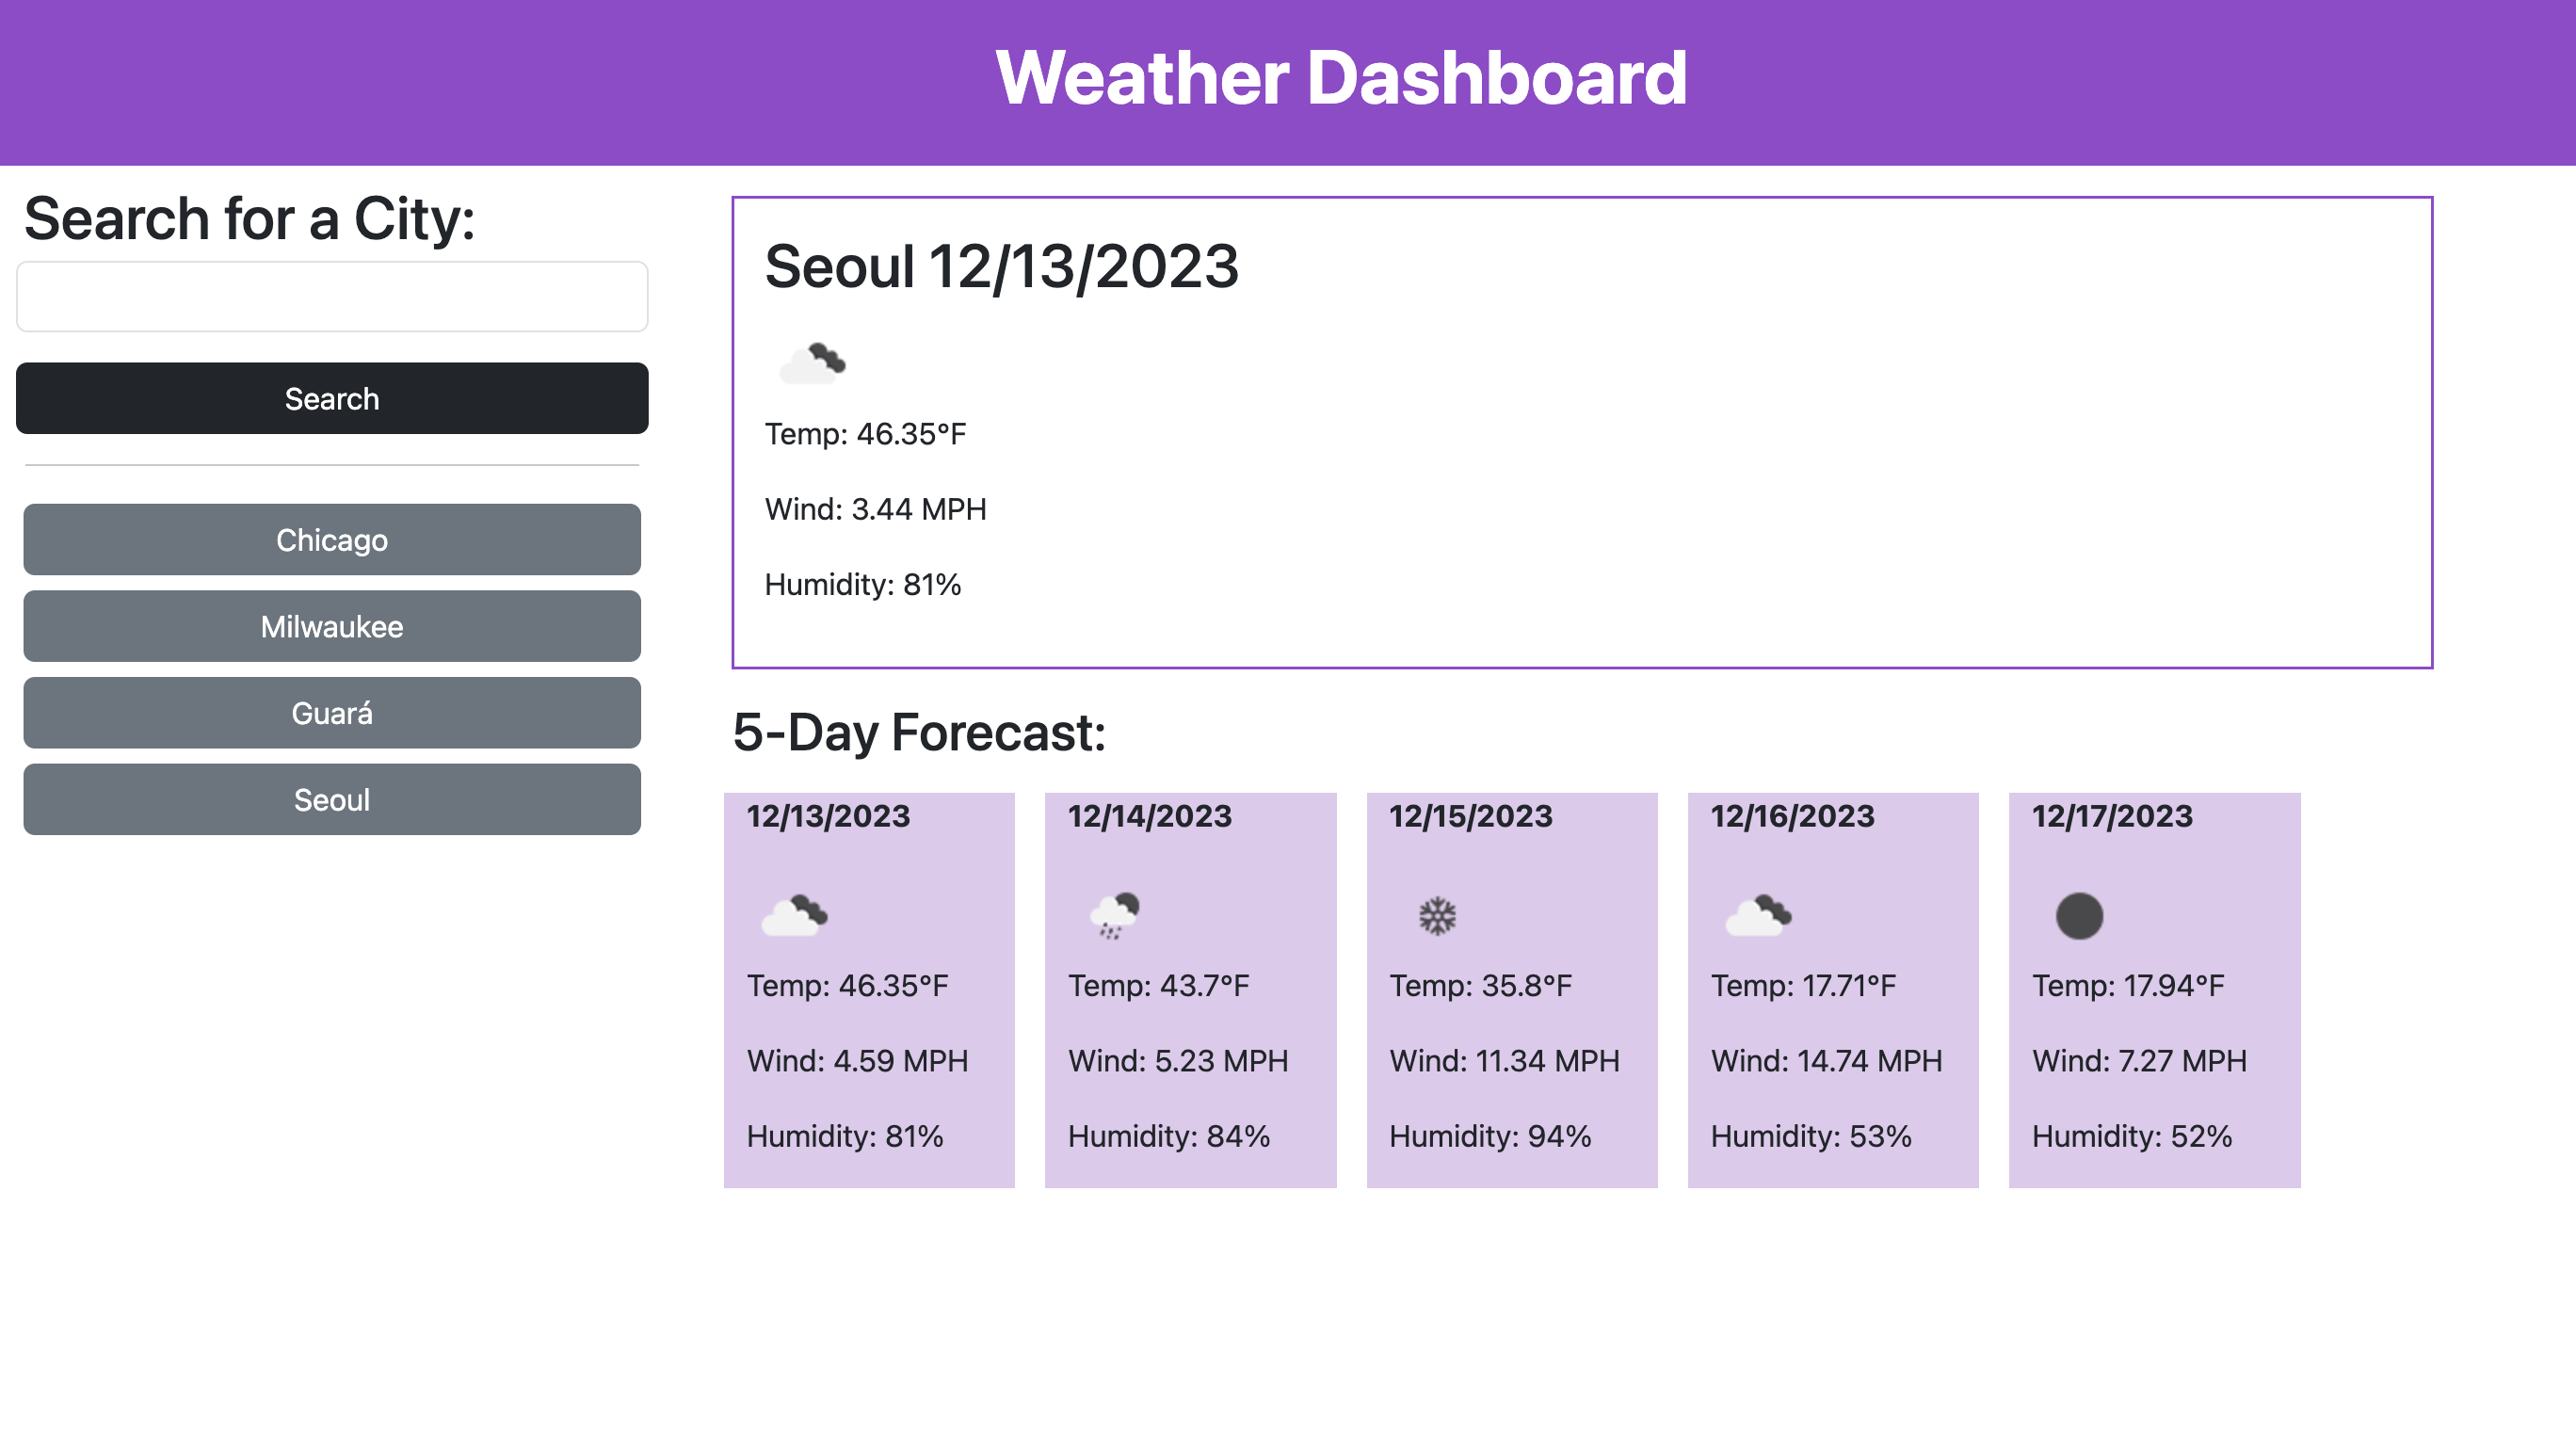 Weather Dashboard
Search for a City:
Search
Chicago
Milwaukee
Guará
Seoul
Seoul 12/13/2023
Temp: 46.35°F
Wind: 3.44 MPH
Humidity: 81%
5-Day Forecast:
12/13/2023
Temp: 46.35°F
Wind: 4.59 MPH
Humidity: 81%
12/14/2023
Temp: 43.7°F
Wind: 5.23 MPH
Humidity: 84%
12/15/2023
Temp: 35.8°F
Wind: 11.34 MPH
Humidity: 94%
12/16/2023
Temp: 17.71°F
Wind: 14.74 MPH
Humidity: 53%
12/17/2023
Temp: 17.94°F
Wind: 7.27 MPH
Humidity: 52%